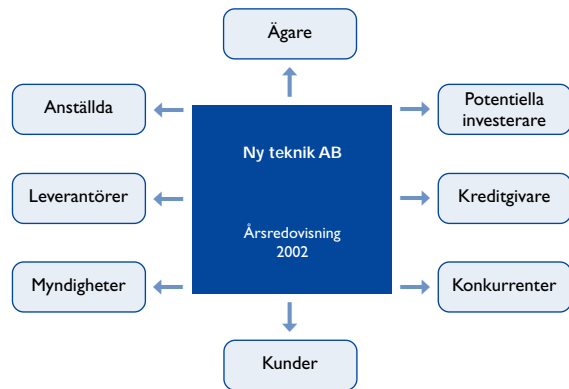 Ägare
Anställda
Potentiella
investerare
Ny teknik AB
Leverantörer
Kreditgivare
Årsredovisning
2002
Myndigheter
Konkurrenter
Kunder